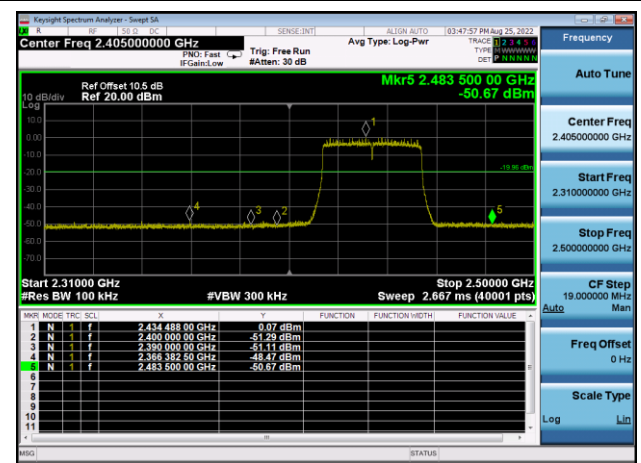 Keysight Spectrum Analyzer - Swept SA
R RF 50 Ω DC SENSE:INT ALIGN AUTO 03:47:57 PM Aug 25, 2022
Center Freq 2.405000000 GHz
PNO: Fast
IFGain:Low
Trig: Free Run
#Atten: 30 dB
Avg Type: Log-Pwr
TRACE 1 2 3 4 5 6
TYPE M WWWWW
DET P N N N N N
Ref Offset 10.5 dB
Ref 20.00 dBm
10 dB/div
Log
Mkr5 2.483 500 00 GHz
-50.67 dBm
10.0
0.00
-10.0
-20.0
-30.0
-40.0
-50.0
-60.0
-70.0
1
-19.86 dBm
4
3
2
5
Start 2.31000 GHz
Stop 2.50000 GHz
#Res BW 100 kHz
#VBW 300 kHz
Sweep 2.667 ms (40001 pts)
MKR MODE TRC SCL X Y FUNCTION FUNCTION WIDTH FUNCTION VALUE
1 N 1 f 2.434 488 00 GHz 0.07 dBm
2 N 1 f 2.400 000 00 GHz -51.29 dBm
3 N 1 f 2.390 000 00 GHz -51.11 dBm
4 N 1 f 2.366 382 50 GHz -48.47 dBm
5 N 1 f 2.483 500 00 GHz -50.67 dBm
6
7
8
9
10
11
MSG
STATUS
Frequency
Auto Tune
Center Freq
2.405000000 GHz
Start Freq
2.310000000 GHz
Stop Freq
2.500000000 GHz
CF Step
19.000000 MHz
Auto Man
Freq Offset
0 Hz
Scale Type
Log Lin